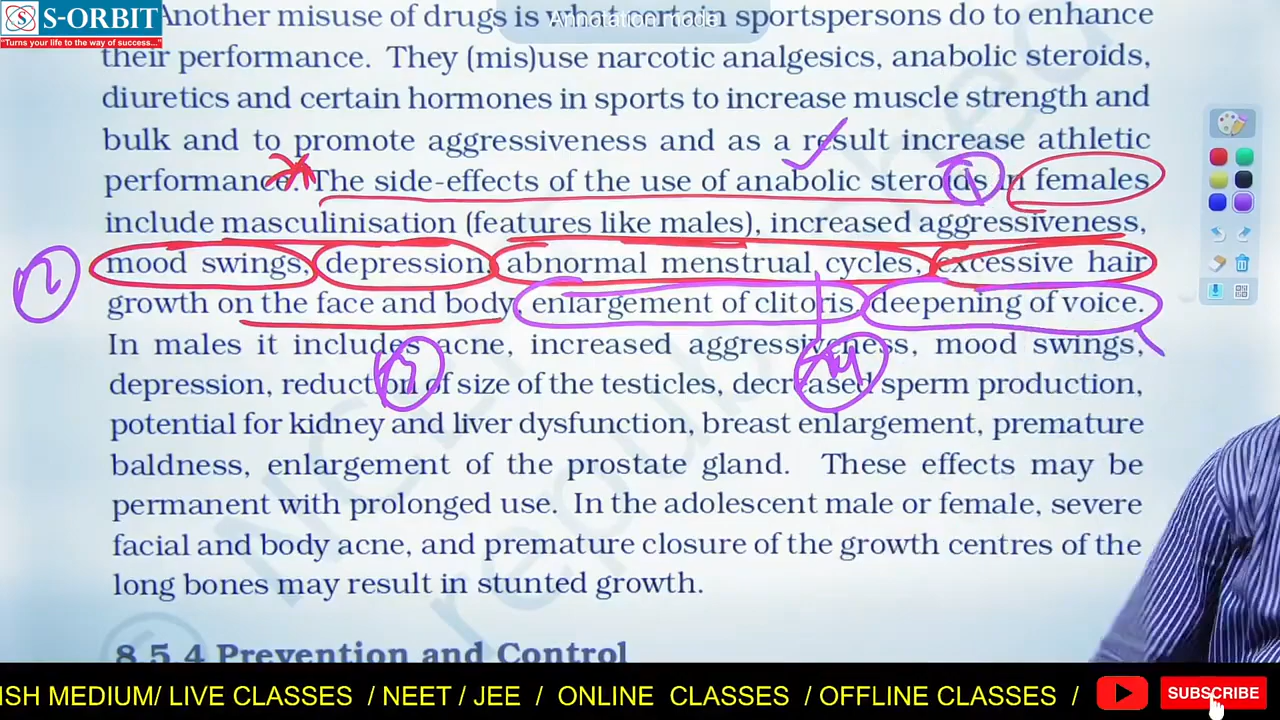 S-ORBIT
"Turns your life to the way of success..."
Annotation mode
Another misuse of drugs is what certain sportspersons do to enhance
their performance. They (mis)use narcotic analgesics, anabolic steroids,
diuretics and certain hormones in sports to increase muscle strength and
bulk and to promote aggressiveness and as a result increase athletic
performance. The side-effects of the use of anabolic steroids in females
include masculinisation (features like males), increased aggressiveness,
mood swings, depression, abnormal menstrual cycles, excessive hair
growth on the face and body, enlargement of clitoris, deepening of voice.
In males it includes acne, increased aggressiveness, mood swings,
depression, reduction of size of the testicles, decreased sperm production,
potential for kidney and liver dysfunction, breast enlargement, premature
baldness, enlargement of the prostate gland. These effects may be
permanent with prolonged use. In the adolescent male or female, severe
facial and body acne, and premature closure of the growth centres of the
long bones may result in stunted growth.
8.5.4 Prevention and Control
ISH MEDIUM/ LIVE CLASSES / NEET / JEE / ONLINE CLASSES / OFFLINE CLASSES /
SUBSCRIBE